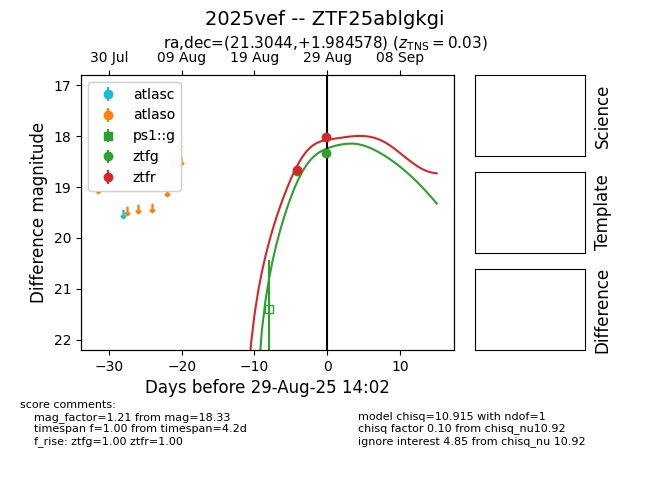 2025vef -- ZTF25ablgkgi
ra,dec=(21.3044,+1.984578) (z_TNS = 0.03)
30 Jul 09 Aug 19 Aug 29 Aug 08 Sep
17
18
19
20
21
22
Difference magnitude
atlasc
atlaso
ps1::g
ztfg
ztfr
−30 −20 −10 0 10
Days before 29-Aug-25 14:02
Science
Template
Difference
score comments:
mag_factor=1.21 from mag=18.33
timespan f=1.00 from timespan=4.2d
f_rise: ztfg=1.00 ztfr=1.00
model chisq=10.915 with ndof=1
chisq factor 0.10 from chisq_nu10.92
ignore interest 4.85 from chisq_nu 10.92